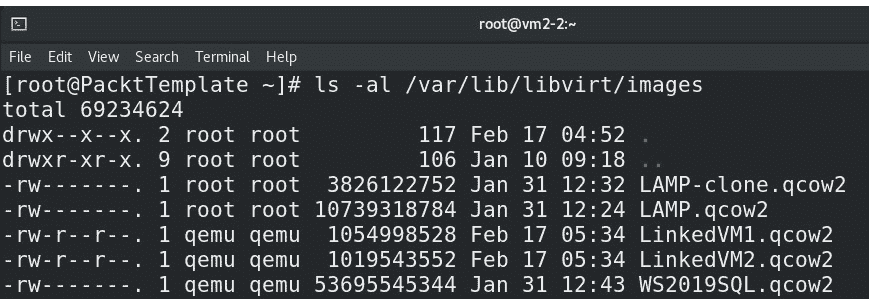 root@vm2-2:~
File Edit View Search Terminal Help
[root@PacktTemplate ~]# ls -al /var/lib/libvirt/images
total 69234624
drwx--x--x. 2 root root         117 Feb 17 04:52 .
drwxr-xr-x. 9 root root         106 Jan 10 09:18 ..
-rw-------. 1 root root  3826122752 Jan 31 12:32 LAMP-clone.qcow2
-rw-------. 1 root root 10739318784 Jan 31 12:24 LAMP.qcow2
-rw-r--r--. 1 qemu qemu  1054998528 Feb 17 05:34 LinkedVM1.qcow2
-rw-r--r--. 1 qemu qemu  1019543552 Feb 17 05:34 LinkedVM2.qcow2
-rw-------. 1 qemu qemu 53695545344 Jan 31 12:43 WS2019SQL.qcow2